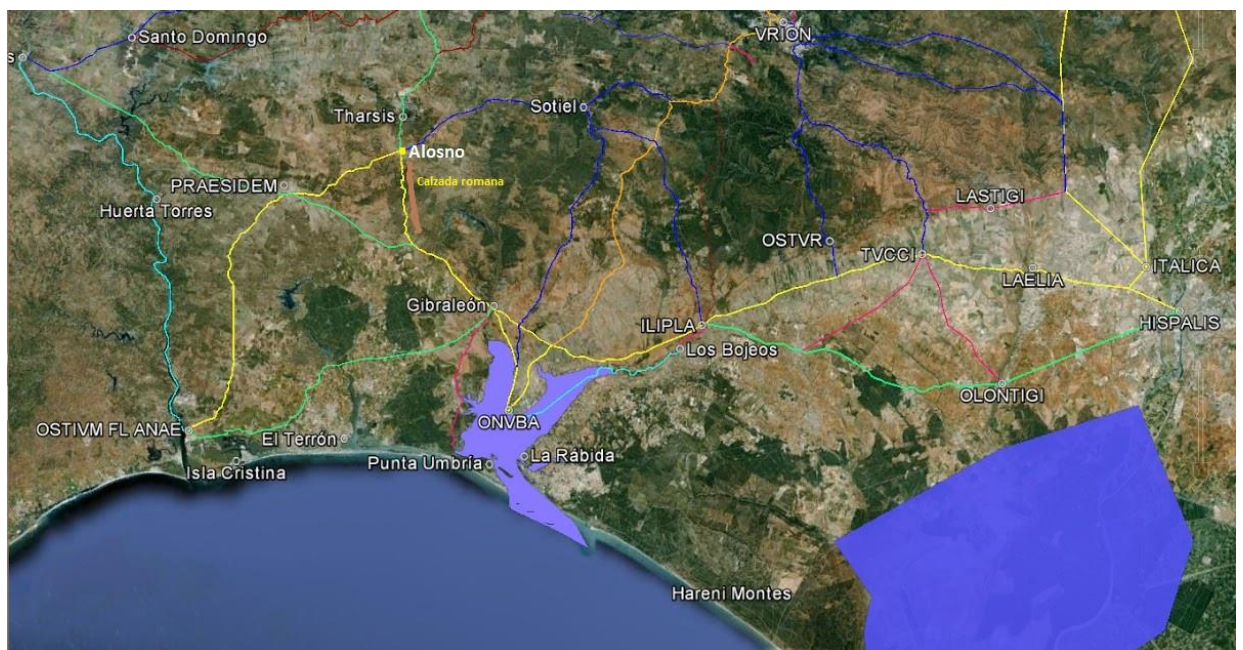 VRION
Santo Domingo
s
Tharsis
Sotiel
Alosno
Calzada romana
PRAESIDEM
Huerta Torres
LASTIGI
OSTVR
TVCCI
LAELIA
ITALICA
Gibraleón
ILIPLA
HISPALIS
Los Bojeos
OLONTIGI
ONVBA
OSTIVM FL ANAE
El Terrón
Isla Cristina
Punta Umbría
La Rábida
Hareni Montes